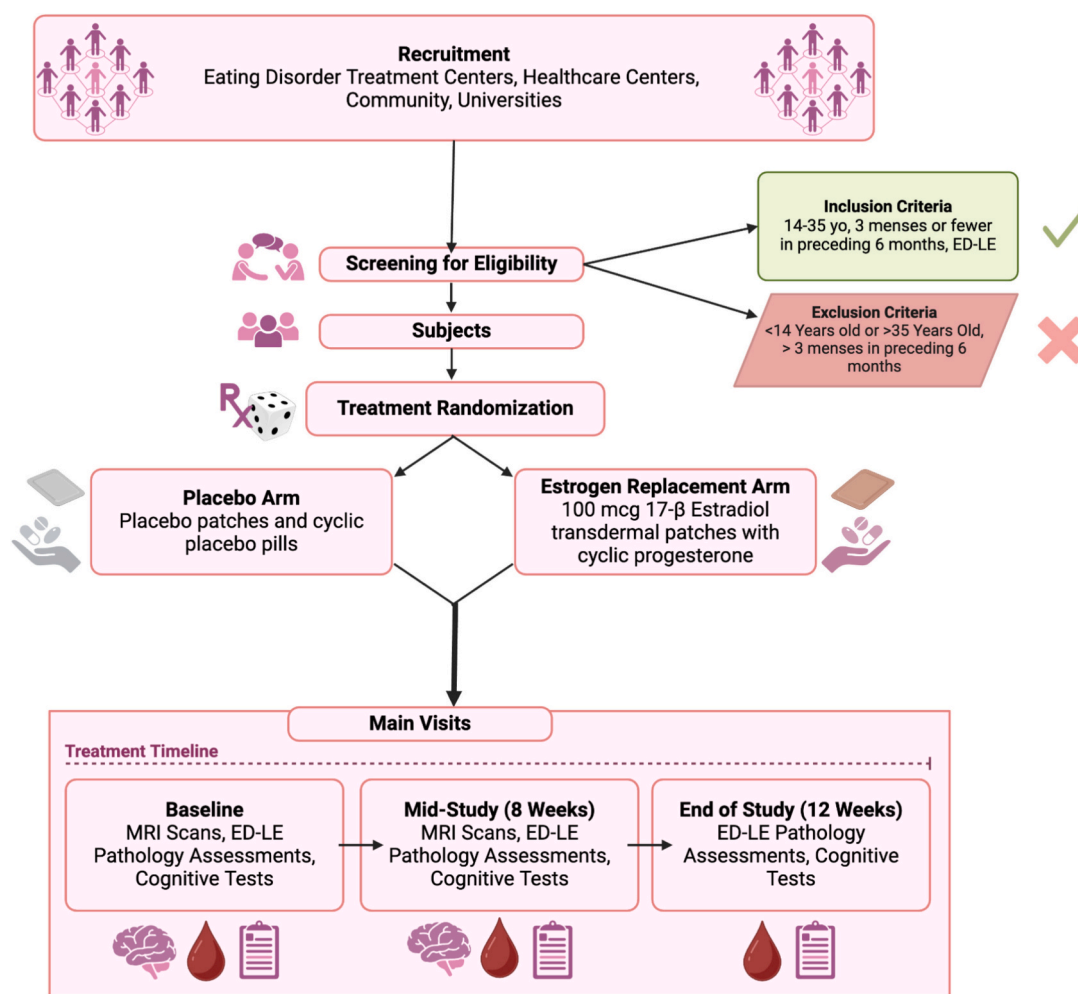 Recruitment
Eating Disorder Treatment Centers, Healthcare Centers,
Community, Universities
Inclusion Criteria
14-35 yo, 3 menses or fewer
in preceding 6 months, ED-LE
Screening for Eligibility
Exclusion Criteria
<14 Years old or >35 Years Old,
> 3 menses in preceding 6
months
Subjects
Rx
Treatment Randomization
Placebo Arm
Placebo patches and cyclic
placebo pills
Estrogen Replacement Arm
100 mcg 17-β Estradiol
transdermal patches with
cyclic progesterone
Main Visits
Treatment Timeline
Baseline
MRI Scans, ED-LE
Pathology Assessments,
Cognitive Tests
Mid-Study (8 Weeks)
MRI Scans, ED-LE
Pathology Assessments,
Cognitive Tests
End of Study (12 Weeks)
ED-LE Pathology
Assessments, Cognitive
Tests